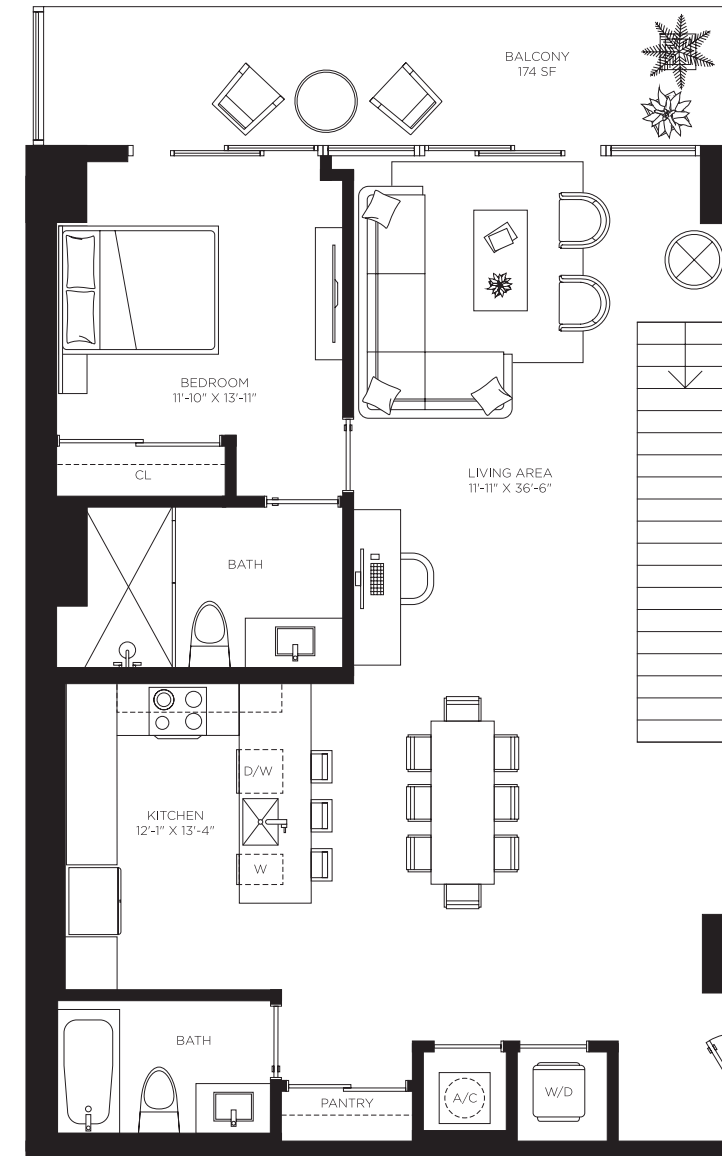 BALCONY
174 SF
BEDROOM
11'-10" X 13'-11"
CL
LIVING AREA
11'-11" X 36'-6"
BATH
D/W
KITCHEN
12'-1" X 13'-4"
W
BATH
PANTRY
A/C
W/D